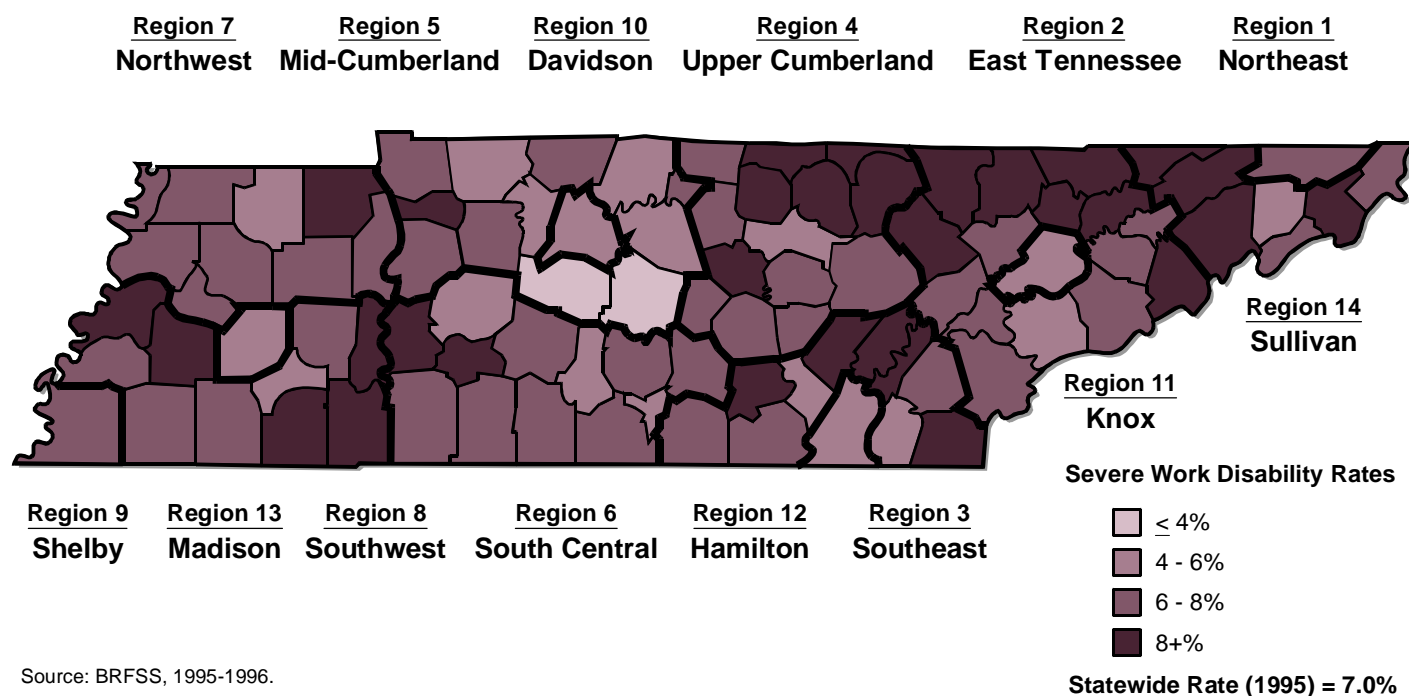 Region 7
Northwest
Region 5
Mid-Cumberland
Region 10
Davidson
Region 4
Upper Cumberland
Region 2
East Tennessee
Region 1
Northeast
Region 14
Sullivan
Region 11
Knox
Region 9
Shelby
Region 13
Madison
Region 8
Southwest
Region 6
South Central
Region 12
Hamilton
Region 3
Southeast
Severe Work Disability Rates
≤ 4%
4 - 6%
6 - 8%
8+%
Statewide Rate (1995) = 7.0%
Source: BRFSS, 1995-1996.